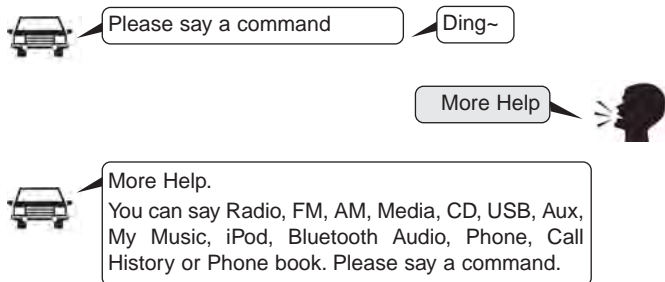 Please say a command
Ding~
More Help
More Help.
You can say Radio, FM, AM, Media, CD, USB, Aux,
My Music, iPod, Bluetooth Audio, Phone, Call
History or Phone book. Please say a command.